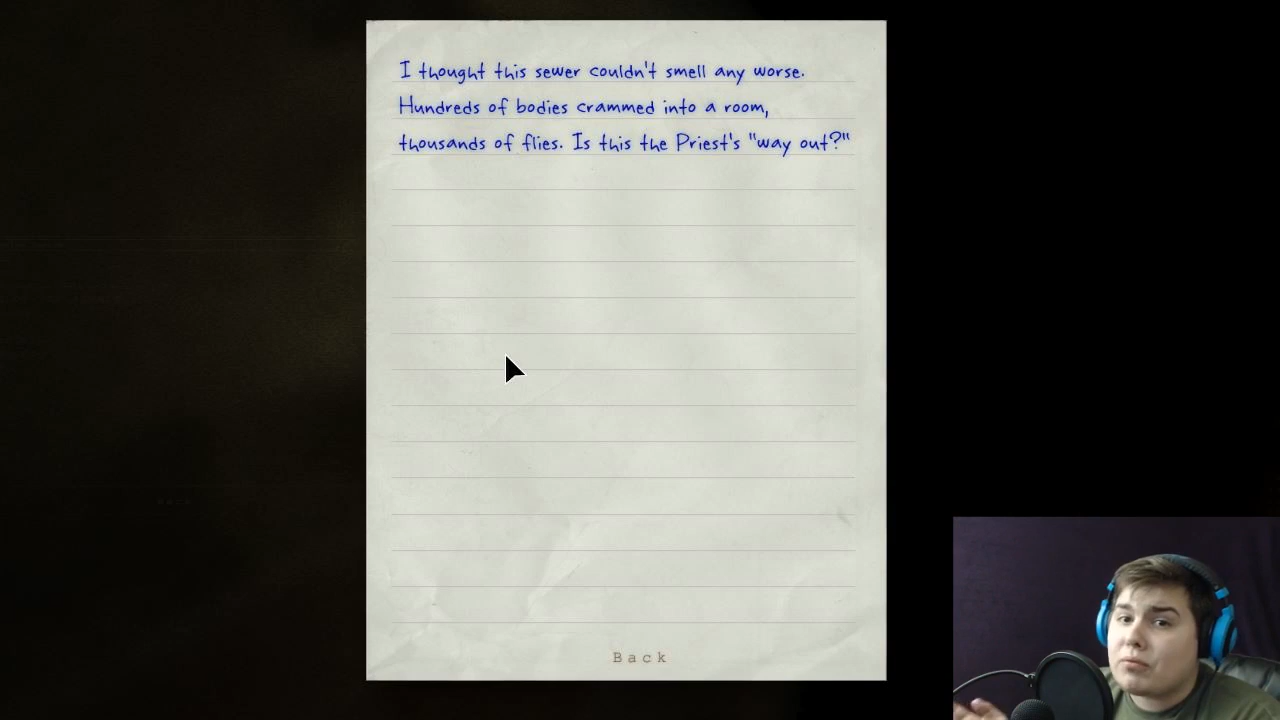 I thought this sewer couldn't smell any worse.
Hundreds of bodies crammed into a room,
thousands of flies. Is this the Priest's "way out?"
Back